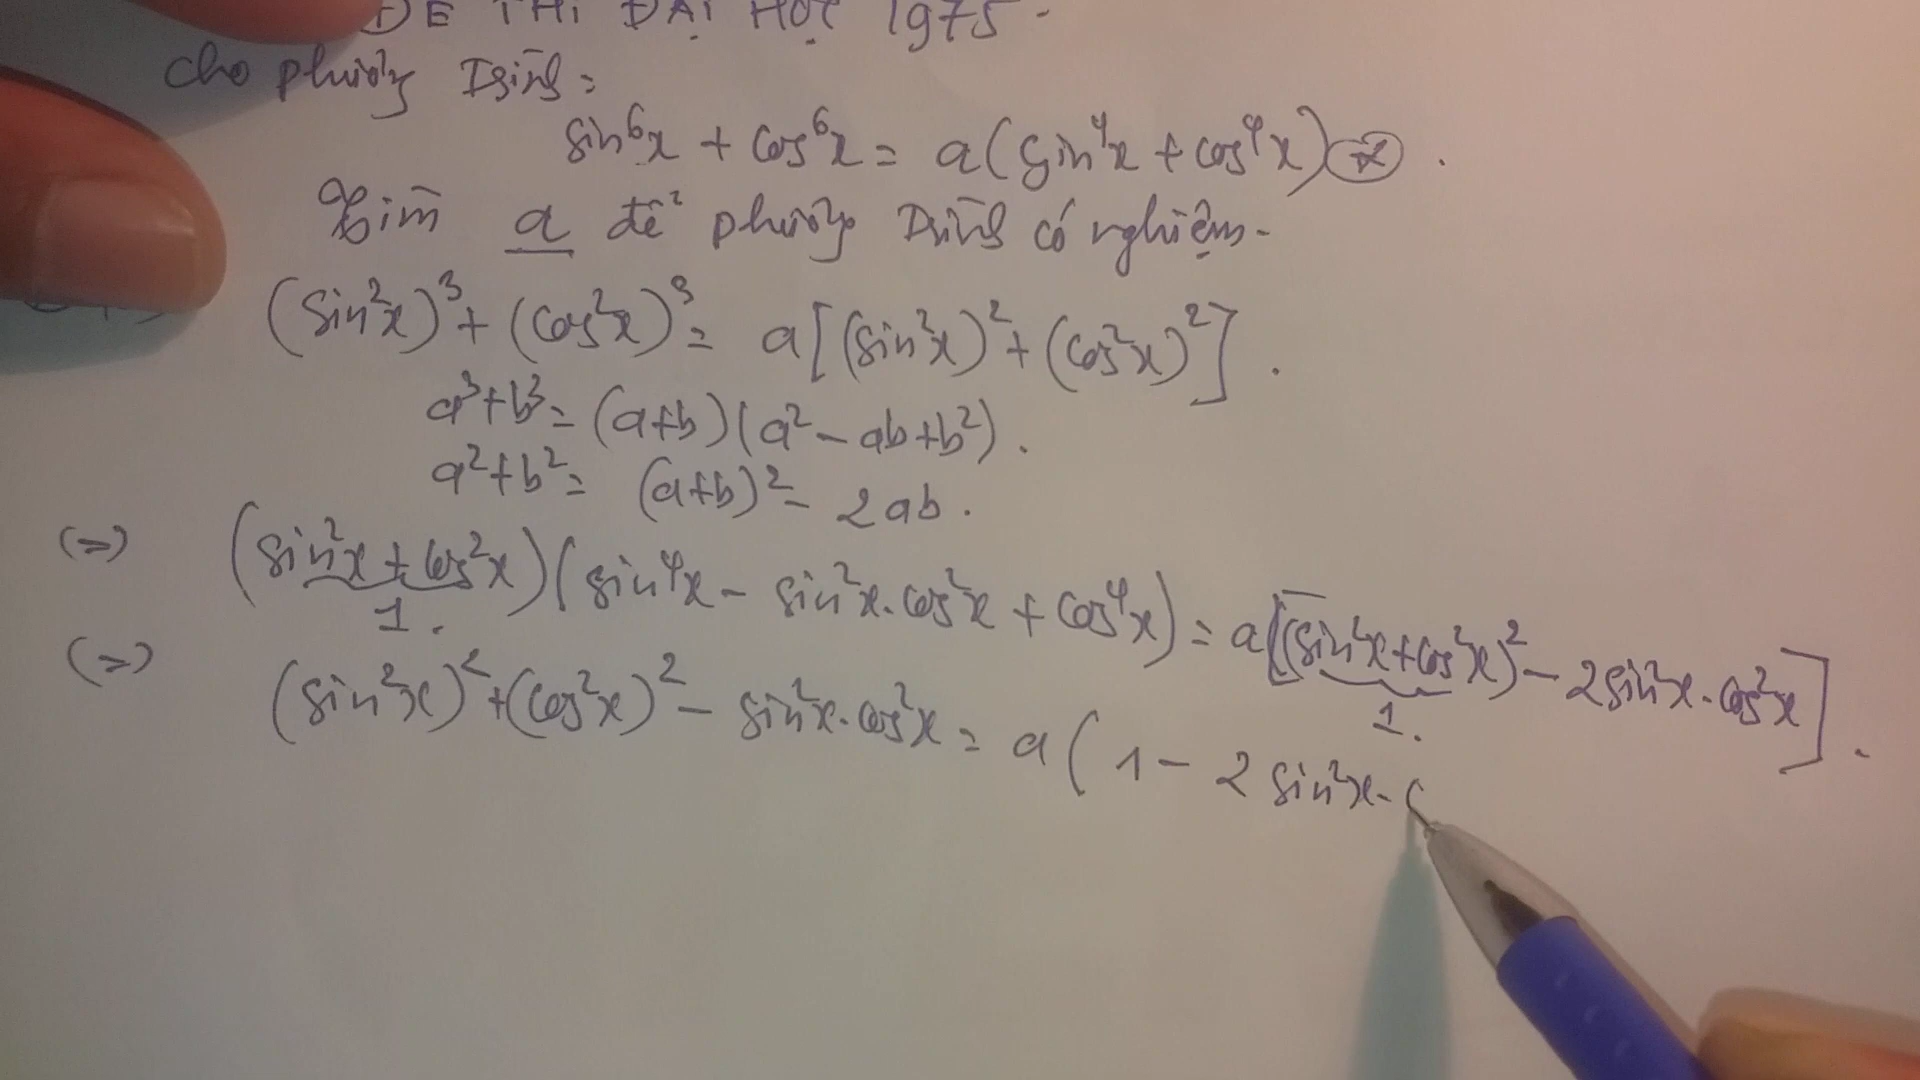 ĐỀ THI ĐẠI HỌC 1975.
Cho phương trình:
sin⁶x + cos⁶x = a(sin⁴x + cos⁴x) (*).
Tìm a để phương trình có nghiệm.
(sin²x)³ + (cos²x)³ = a[(sin²x)² + (cos²x)²].
a³+b³ = (a+b)(a²-ab+b²).
a²+b² = (a+b)² - 2ab.
(=) (sin²x + cos²x)(sin⁴x - sin²x.cos²x + cos⁴x) = a[(sin²x+cos²x)² - 2sin²x.cos²x].
1. 1.
(=) (sin²x)² + (cos²x)² - sin²x.cos²x = a(1 - 2sin²x.c